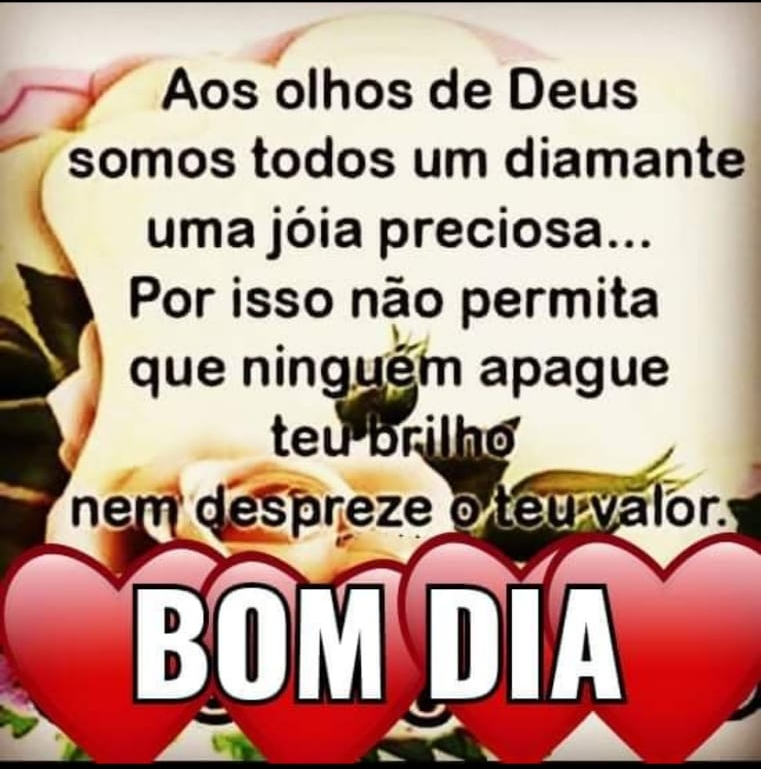 Aos olhos de Deus
somos todos um diamante
uma jóia preciosa...
Por isso não permita
que ninguém apague
teu brilho
nem despreze o teu valor.
BOM DIA